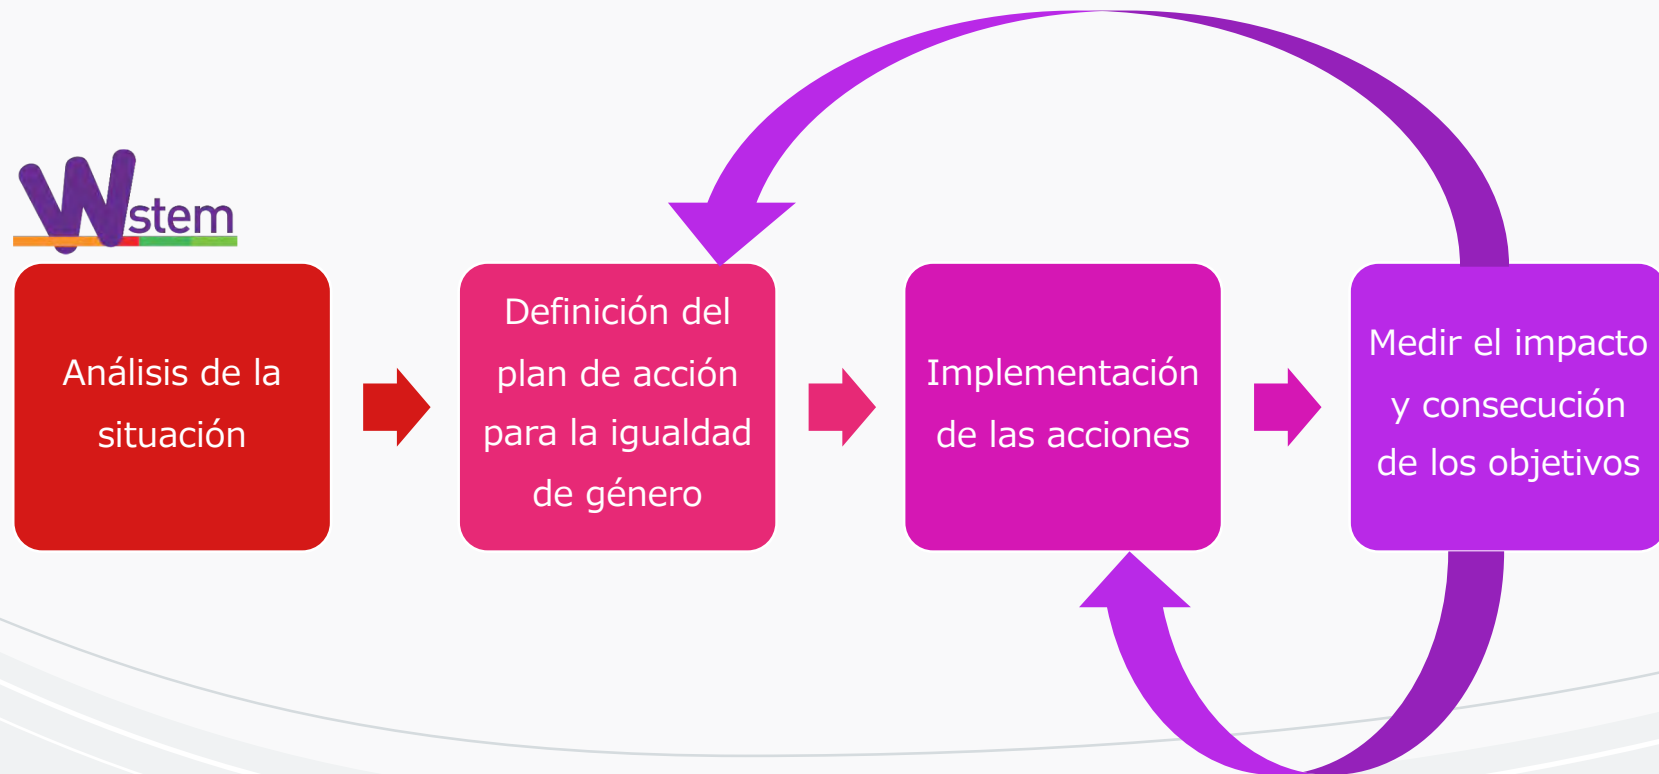 Wstem
Análisis de la
situación
Definición del
plan de acción
para la igualdad
de género
Implementación
de las acciones
Medir el impacto
y consecución
de los objetivos